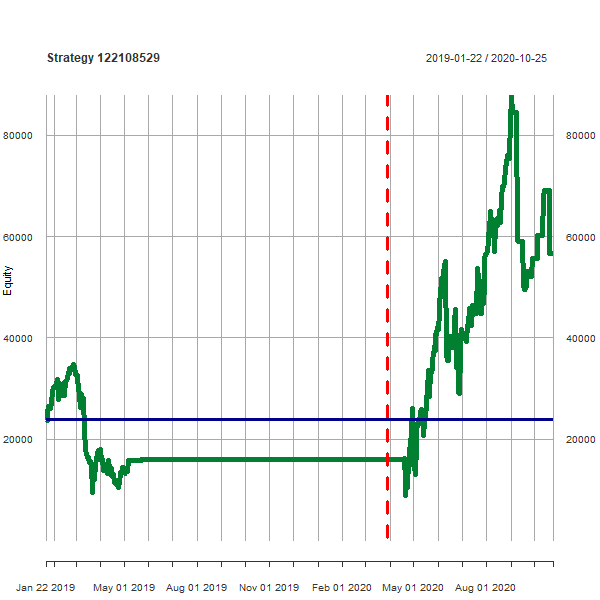 Strategy 122108529
2019-01-22 / 2020-10-25
80000
80000
60000
60000
Equity
40000
40000
20000
20000
Jan 22 2019
May 01 2019
Aug 01 2019
Nov 01 2019
Feb 01 2020
May 01 2020
Aug 01 2020